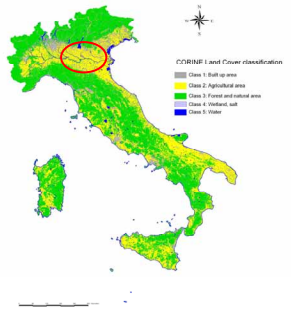 N
CORINE Land Cover classification
Class 1: Built up area
Class 2: Agricultural area
Class 3: Forest and natural area
Class 4: Wetland, salt
Class 5: Water